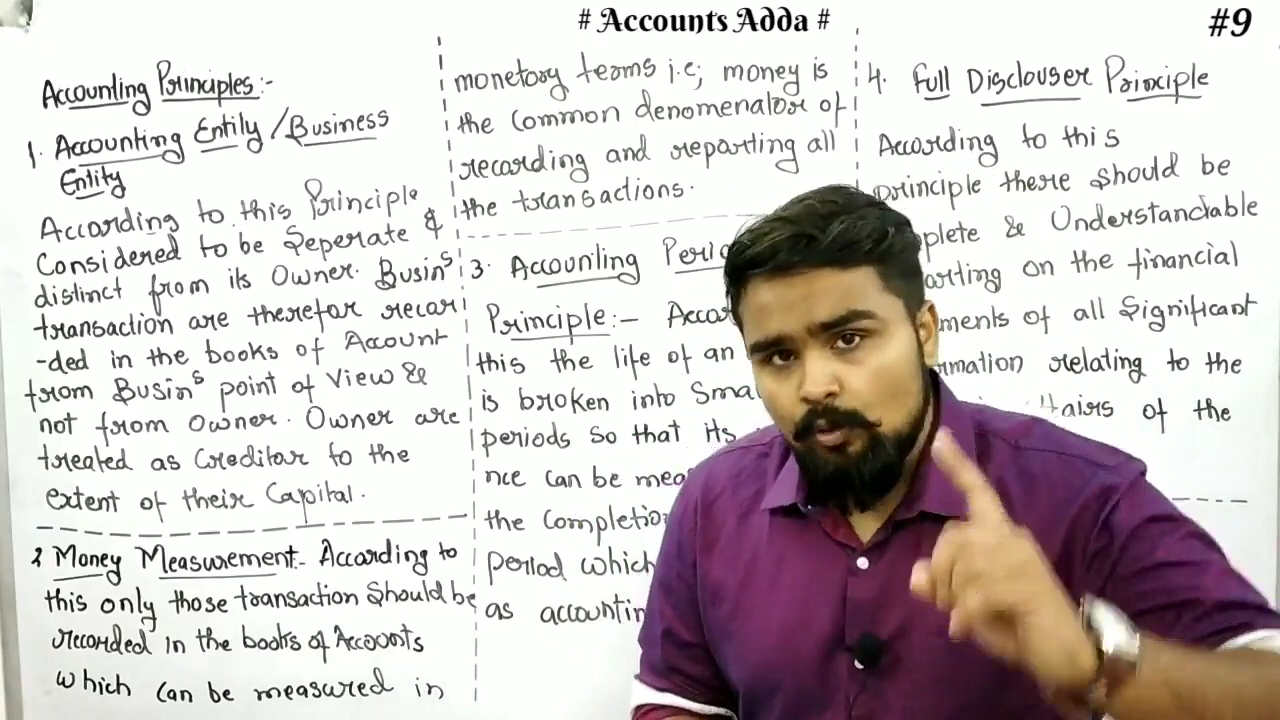 # Accounts Adda #
#9
Accounting Principles:-
1. Accounting Entity / Business
Entity
According to this Principle
Considered to be Seperate &
distinct from its Owner. Busins
transaction are therefor recar
-ded in the books of Account
from Busins point of View &
not from Owner. Owner are
treated as Creditor to the
extent of their Capital.
2 Money Measurement:- According to
this only those transaction Should be
recorded in the books of Accounts
which can be measured in
monetory terms i.e; money is
the Common denomenator of
recording and reporting all
the transactions.
3. Accounting
Principle:-
this the life of an
is broken into
periods So that its
nce can be
the
period which
as
4. Full Disclouser Principle
According to this
principle there Should be
& Understandable
on the financial
of all Significant
relating to the
of the